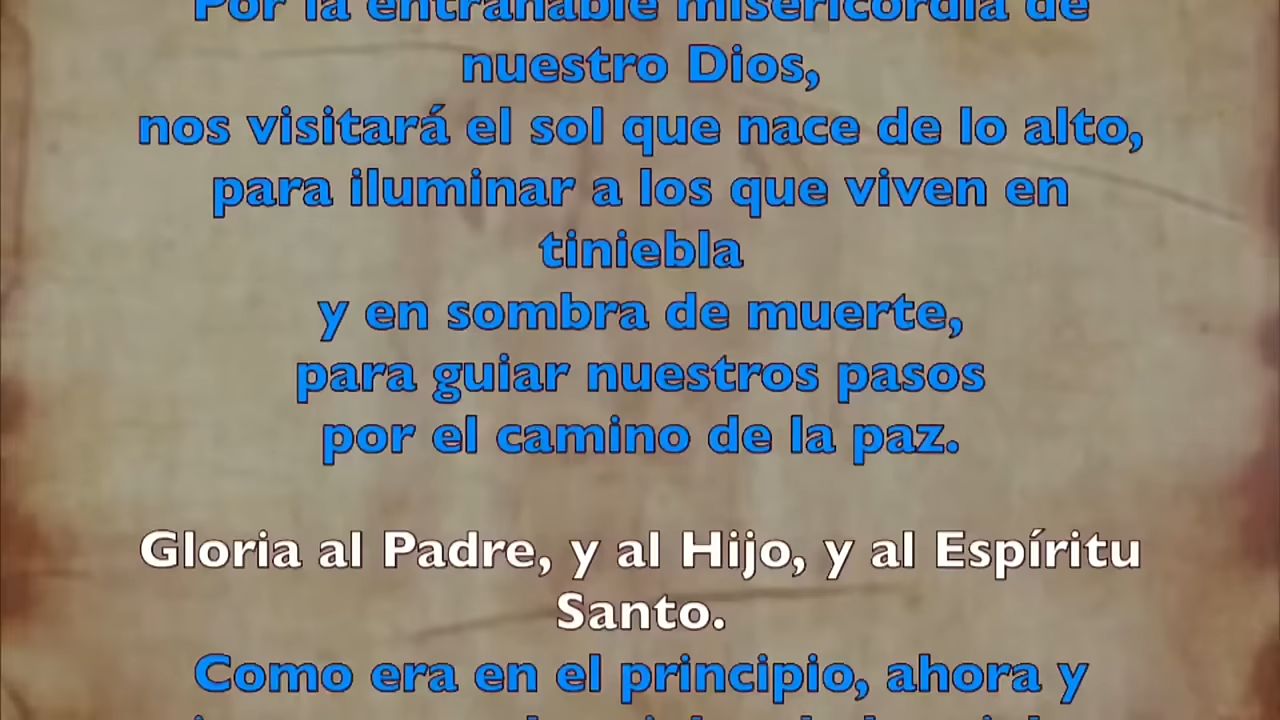 Por la entrañable misericordia de
nuestro Dios,
nos visitará el sol que nace de lo alto,
para iluminar a los que viven en
tiniebla
y en sombra de muerte,
para guiar nuestros pasos
por el camino de la paz.
Gloria al Padre, y al Hijo, y al Espíritu
Santo.
Como era en el principio, ahora y